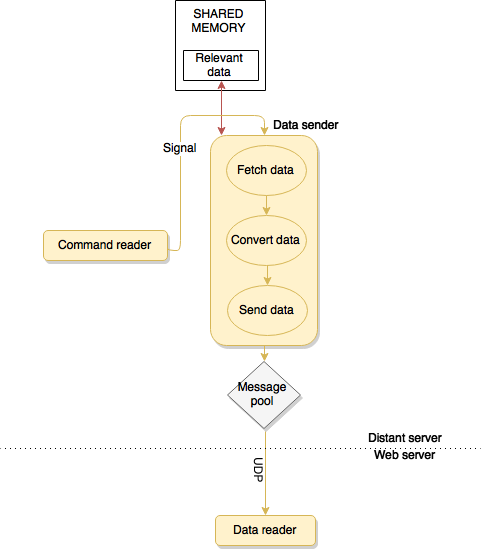 SHARED
MEMORY
Relevant
data
Data sender
Signal
Fetch data
Command reader
Convert data
Send data
Message
pool
Distant server
Web server
UDP
Data reader